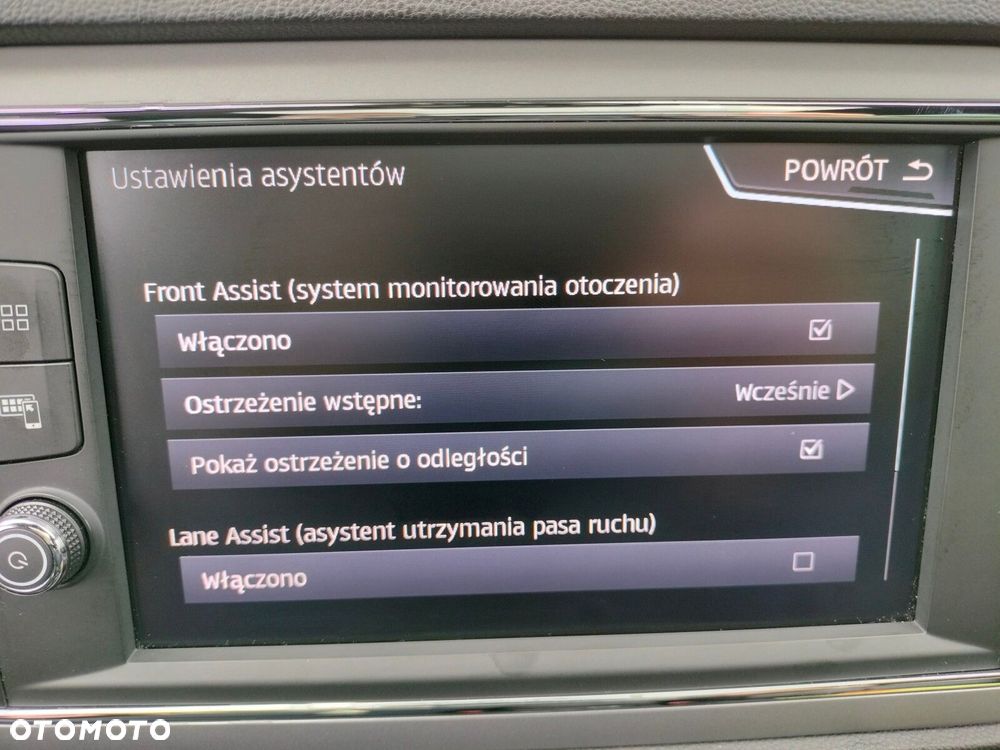 Ustawienia asystentów
POWRÓT
Front Assist (system monitorowania otoczenia)
Włączono
Ostrzeżenie wstępne: Wcześnie
Pokaż ostrzeżenie o odległości
Lane Assist (asystent utrzymania pasa ruchu)
Włączono
OTOMOTO